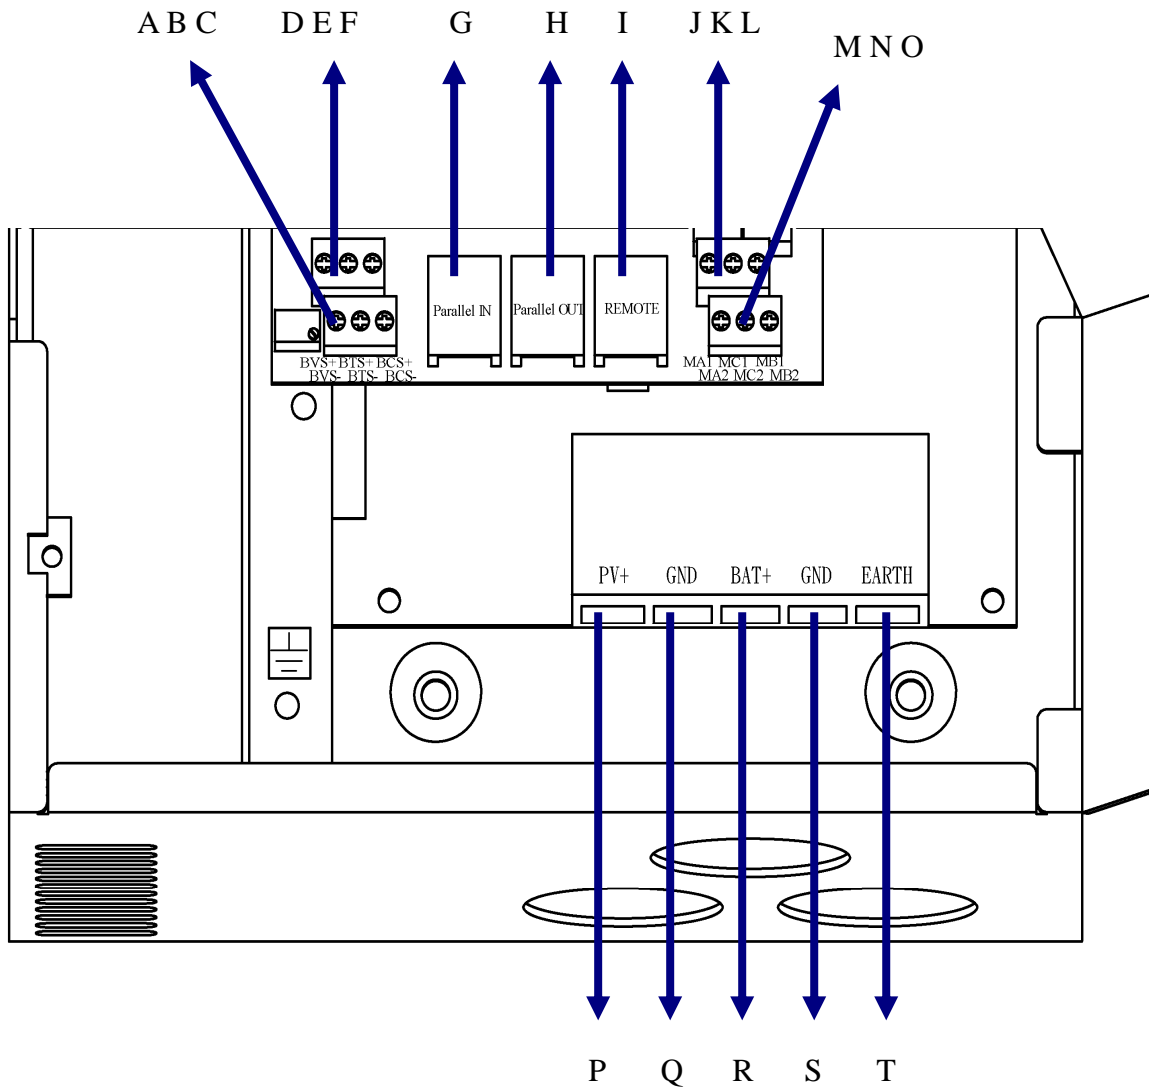 A B C D E F G H I J K L
M N O
Parallel IN Parallel OUT REMOTE
BVS+ BTS+ BCS+ MA1 MC1 MB1
BVS- BTS- BCS- MA2 MC2 MB2
PV+ GND BAT+ GND EARTH
P Q R S T